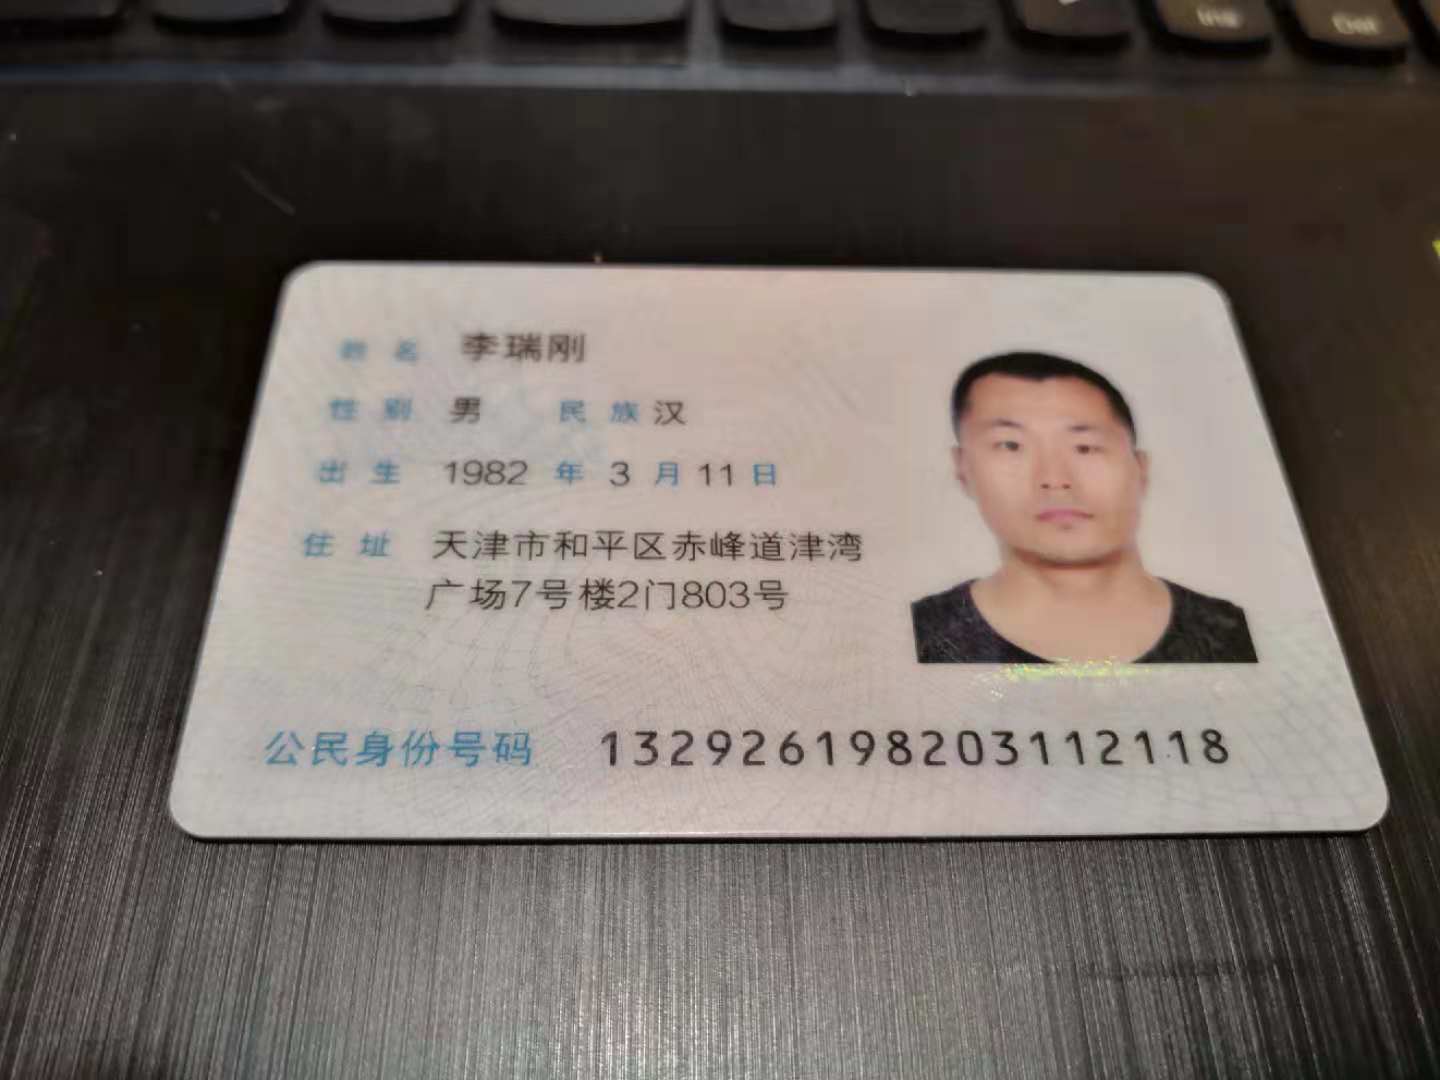 Ins
Del
姓名 李瑞刚
性别 男 民族 汉
出生 1982 年 3 月 11 日
住址 天津市和平区赤峰道津湾
广场7号楼2门803号
公民身份号码 132926198203112118